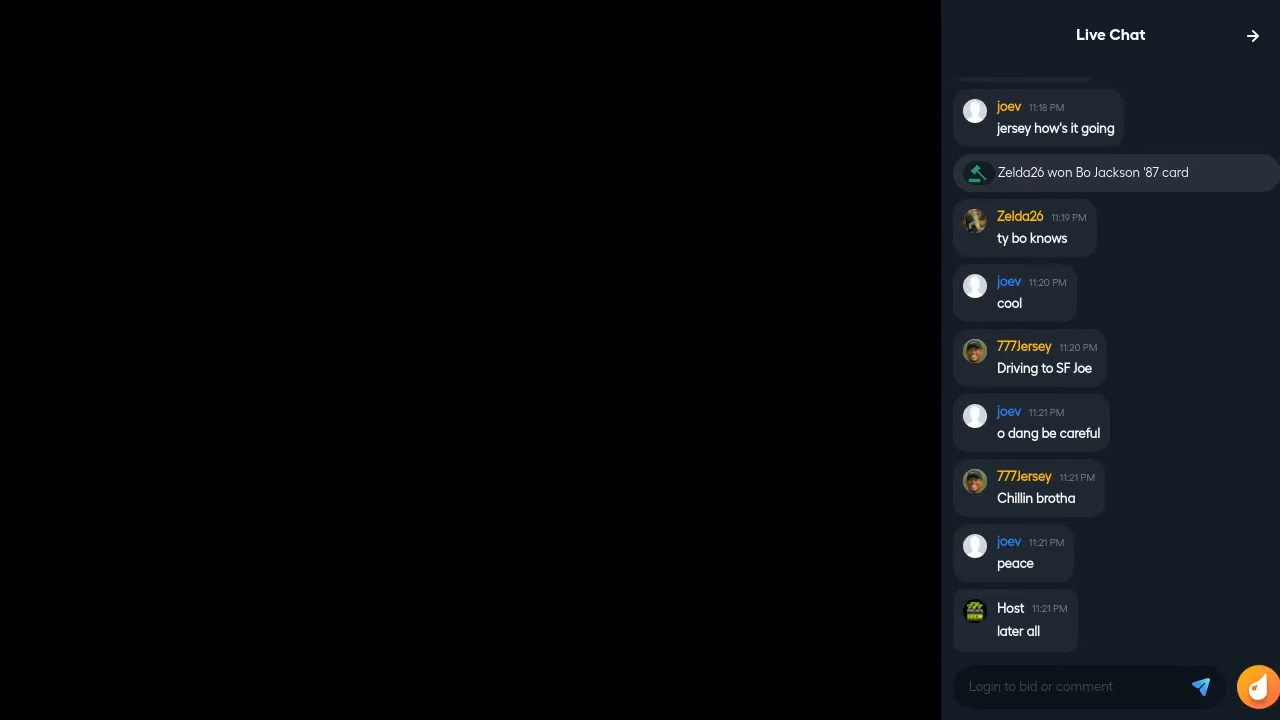 Live Chat
joev 11:18 PM
jersey how's it going
Zelda26 won Bo Jackson '87 card
Zelda26 11:19 PM
ty bo knows
joev 11:20 PM
cool
777Jersey 11:20 PM
Driving to SF Joe
joev 11:21 PM
o dang be careful
777Jersey 11:21 PM
Chillin brotha
joev 11:21 PM
peace
Host 11:21 PM
later all
Login to bid or comment